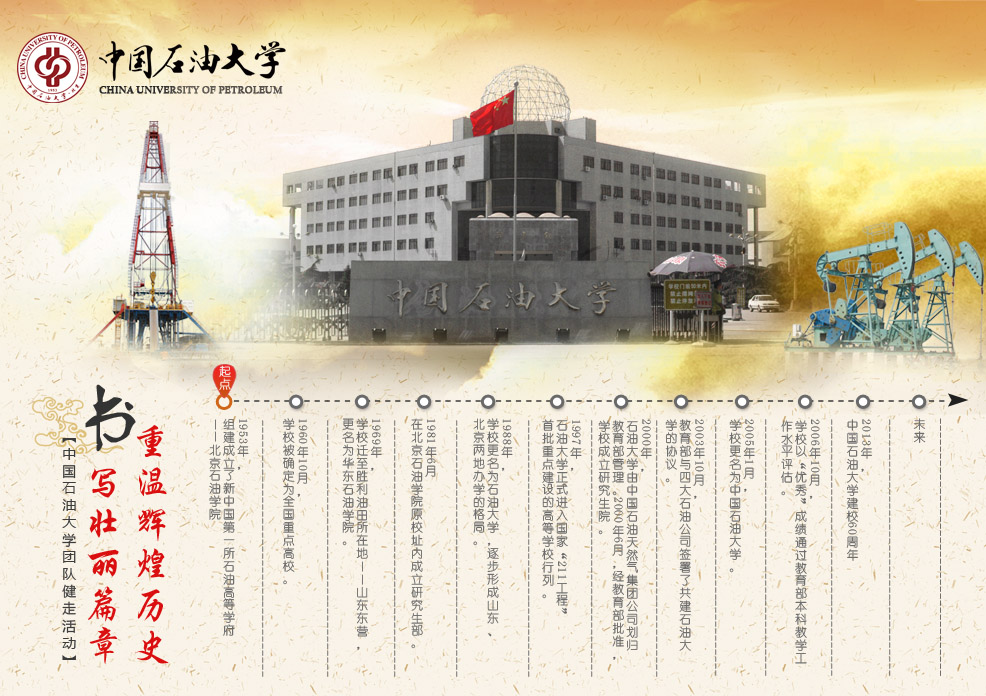 CHINA UNIVERSITY OF PETROLEUM
中国石油大学
CHINA UNIVERSITY OF PETROLEUM
中国石油大学
起点
重温辉煌历史
书写壮丽篇章
【中国石油大学团队健走活动】
1953年,
组建成立了新中国第一所石油高等学府
——北京石油学院
1960年10月,
学校被确定为全国重点高校。
1969年,
学校迁至胜利油田所在地——山东东营,
更名为华东石油学院。
1981年6月
在北京石油学院原校址内成立研究生部。
1988年,
学校更名为石油大学,逐步形成山东、
北京两地办学的格局。
1997年,
石油大学正式进入国家“211工程”
首批重点建设的高等学校行列。
2000年,
石油大学由中国石油天然气集团公司划归
教育部管理。2000年6月,经教育部批准,
学校成立研究生院。
2003年10月,
教育部与四大石油公司签署了共建石油大
学的协议。
2005年1月,
学校更名为中国石油大学。
2006年10月,
学校以“优秀”成绩通过教育部本科教学工
作水平评估。
2013年,
中国石油大学建校60周年
未来